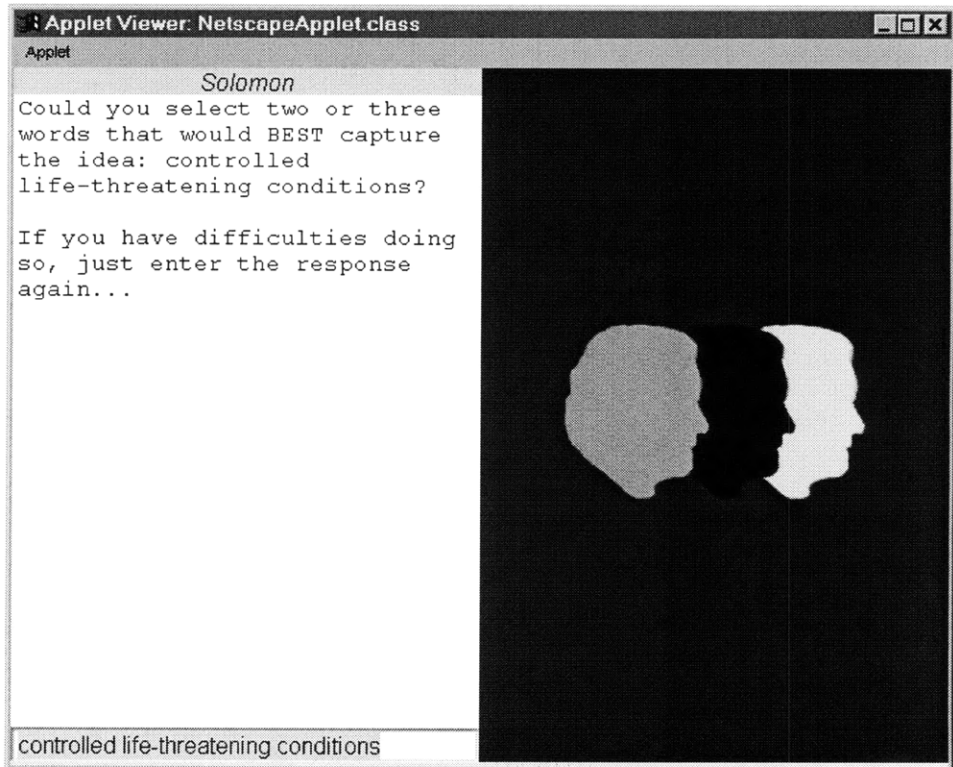 Applet Viewer: NetscapeApplet.class
Applet
Solomon
Could you select two or three
words that would BEST capture
the idea: controlled
life-threatening conditions?
If you have difficulties doing
so, just enter the response
again...
controlled life-threatening conditions